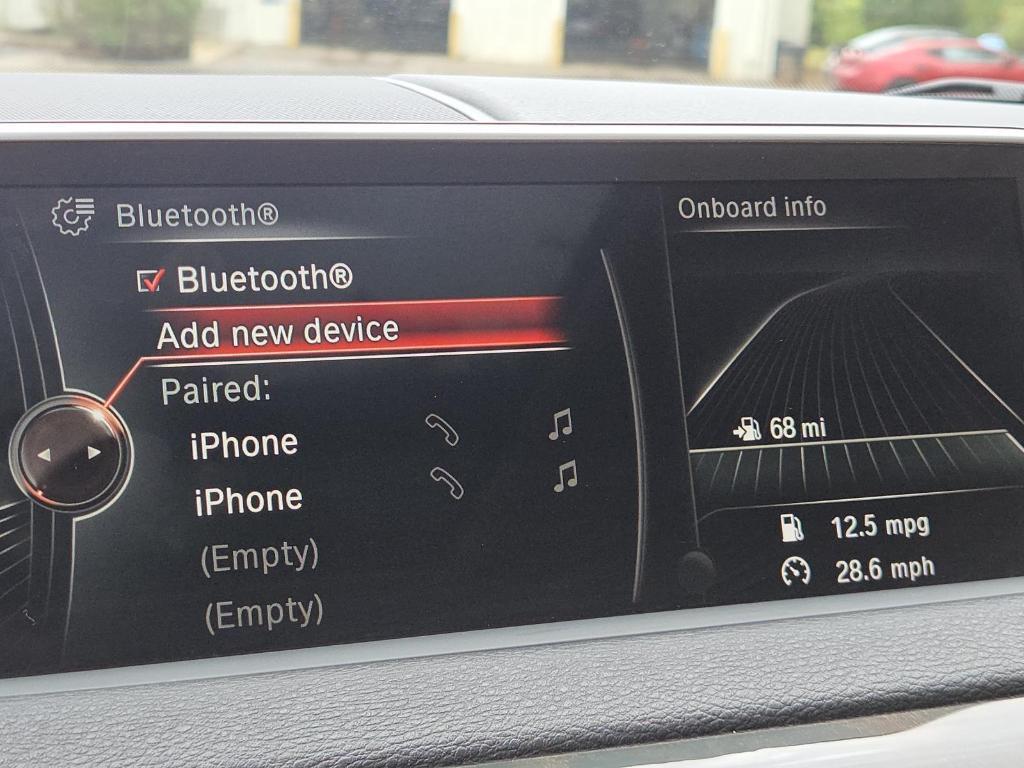 Bluetooth®
Bluetooth®
Add new device
Paired:
iPhone
iPhone
(Empty)
(Empty)
Onboard info
68 mi
12.5 mpg
28.6 mph